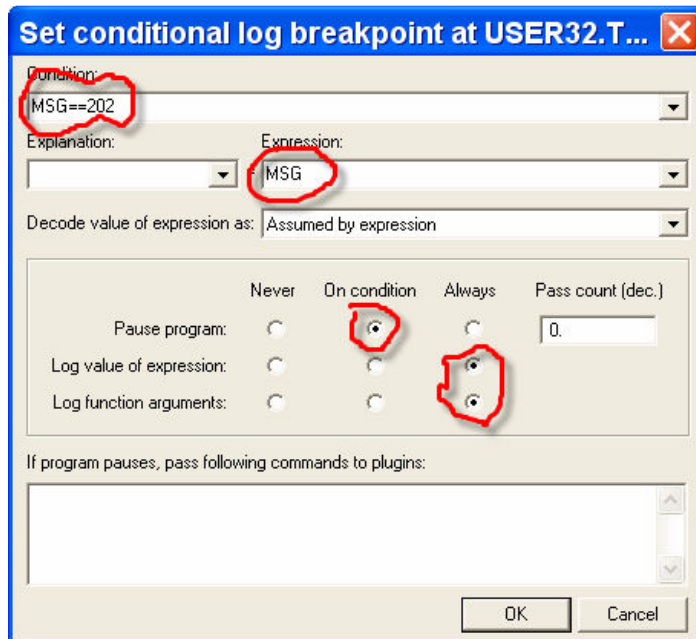 Set conditional log breakpoint at USER32.T...
Condition:
MSG==202
Explanation: Expression:
= MSG
Decode value of expression as: Assumed by expression
Never On condition Always Pass count (dec.)
Pause program: 0.
Log value of expression:
Log function arguments:
If program pauses, pass following commands to plugins:
OK Cancel